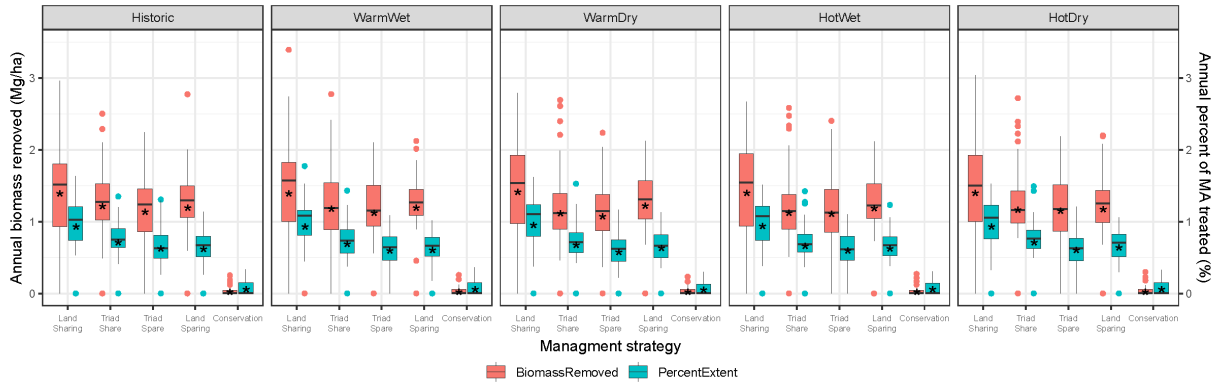 Historic WarmWet WarmDry HotWet HotDry
Annual biomass removed (Mg/ha)
3
2
1
0
Annual percent of MA treated (%)
3
2
1
0
Land Sharing Triad Share Triad Spare Land Sparing Conservation
Land Sharing Triad Share Triad Spare Land Sparing Conservation
Land Sharing Triad Share Triad Spare Land Sparing Conservation
Land Sharing Triad Share Triad Spare Land Sparing Conservation
Land Sharing Triad Share Triad Spare Land Sparing Conservation
Managment strategy
BiomassRemoved PercentExtent